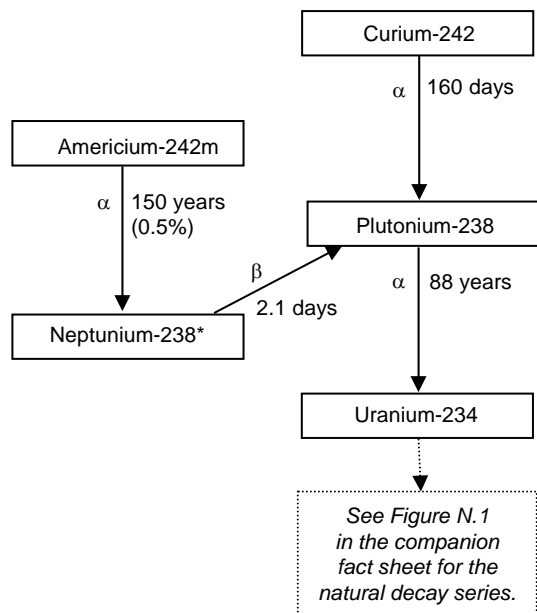 Curium-242
α 160 days
Americium-242m
α 150 years
(0.5%)
Plutonium-238
β
2.1 days
α 88 years
Neptunium-238*
Uranium-234
See Figure N.1
in the companion
fact sheet for the
natural decay series.